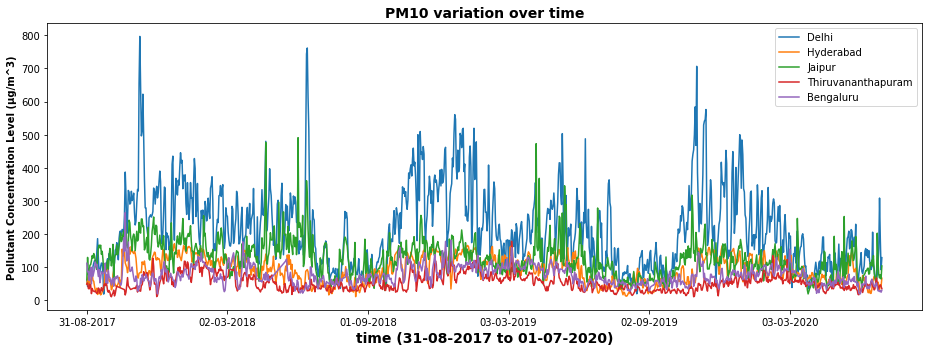 PM10 variation over time
Pollutant Concentration Level (µg/m^3)
800
700
600
500
400
300
200
100
0
Delhi
Hyderabad
Jaipur
Thiruvananthapuram
Bengaluru
31-08-2017
02-03-2018
01-09-2018
03-03-2019
02-09-2019
03-03-2020
time (31-08-2017 to 01-07-2020)